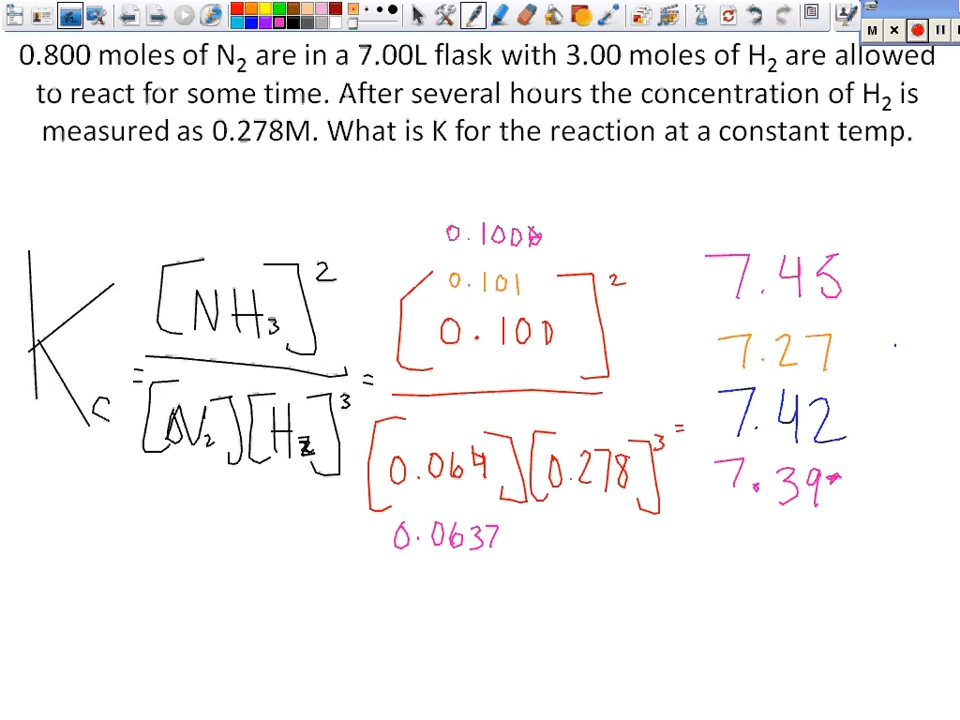 0.800 moles of N₂ are in a 7.00L flask with 3.00 moles of H₂ are allowed
to react for some time. After several hours the concentration of H₂ is
measured as 0.278M. What is K for the reaction at a constant temp.
0.100
0.101
Kc = [NH₃]² / [N₂][H₂]³ = [0.100]² / [0.064][0.278]³ =
0.0637
7.45
7.27
7.42
7.39
M